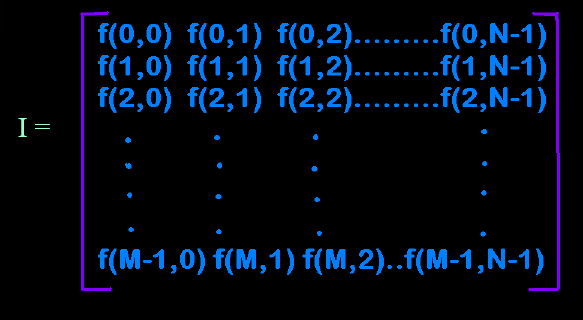 f(0,0) f(0,1) f(0,2).........f(0,N-1)
f(1,0) f(1,1) f(1,2).........f(1,N-1)
f(2,0) f(2,1) f(2,2).........f(2,N-1)
I =
f(M-1,0) f(M,1) f(M,2)..f(M-1,N-1)